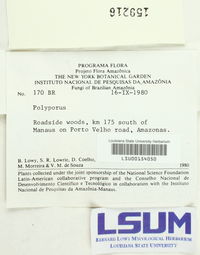 159216
PROGRAMA FLORA
Projeto Flora Amazônica
THE NEW YORK BOTANICAL GARDEN
INSTITUTO NACIONAL DE PESQUISAS DA AMAZÔNIA
Fungi of Brazilian Amazônia
No. 170 BR 16-IX-1980
Polyporus
Roadside woods, km 175 south of
Manaus on Porto Velho road, Amazonas.
Louisiana State University Herbarium
LSU00154050
B. Lowy, S. R. Lowrie, D. Coelho,
M. Morreira & V. M. de Souza 1980
Plants collected under the joint sponsorship of the National Science Foundation
Latin-American collaborative program and the Conselho Nacional de
Desenvolvimento Científico e Tecnológico in collaboration with the Instituto
Nacional de Pesquisas da Amazônia-Manaus.
LSUM
BERNARD LOWY MYCOLOGICAL HERBARIUM
LOUISIANA STATE UNIVERSITY